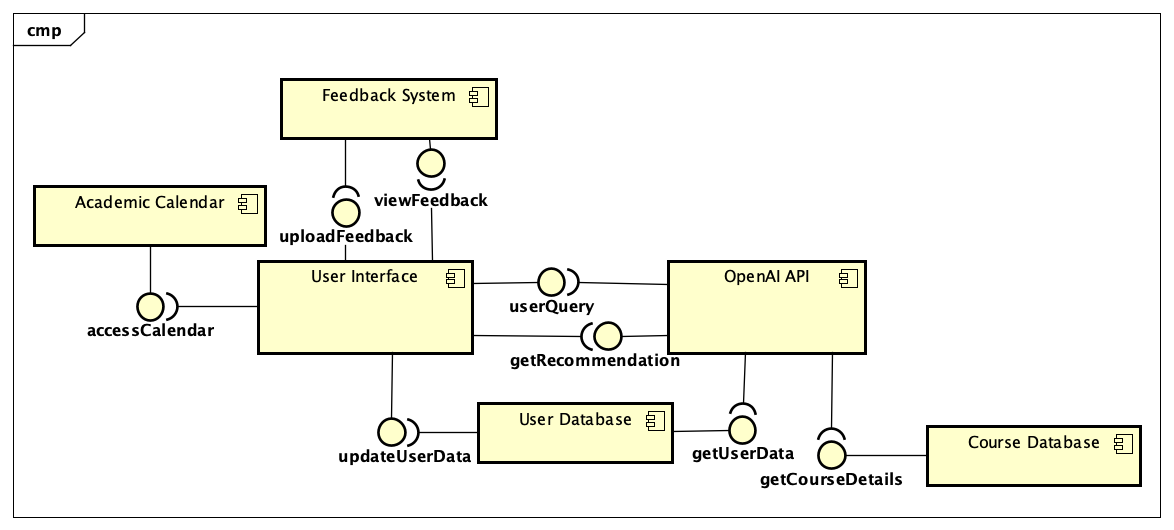 cmp
Feedback System
Academic Calendar
viewFeedback
uploadFeedback
User Interface
OpenAI API
userQuery
accessCalendar
getRecommendation
User Database
Course Database
updateUserData
getUserData
getCourseDetails